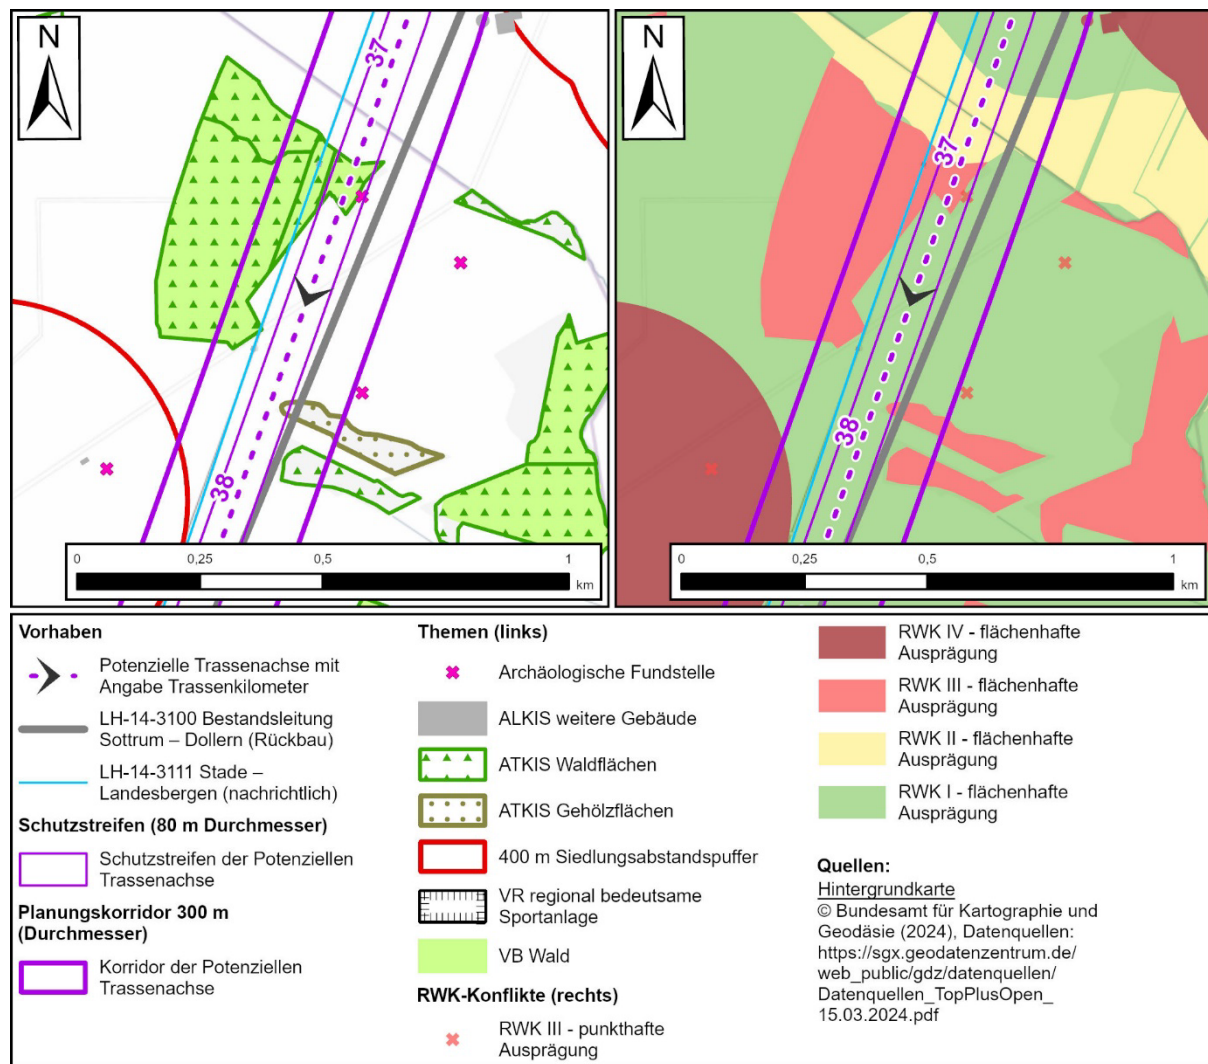 N
37
38
0
0,25
0,5
1
km
N
37
38
0
0,25
0,5
1
km
Vorhaben
Potenzielle Trassenachse mit
Angabe Trassenkilometer
LH-14-3100 Bestandsleitung
Sottrum – Dollern (Rückbau)
LH-14-3111 Stade –
Landesbergen (nachrichtlich)
Schutzstreifen (80 m Durchmesser)
Schutzstreifen der Potenziellen
Trassenachse
Planungskorridor 300 m
(Durchmesser)
Korridor der Potenziellen
Trassenachse
Themen (links)
Archäologische Fundstelle
ALKIS weitere Gebäude
ATKIS Waldflächen
ATKIS Gehölzflächen
400 m Siedlungsabstandspuffer
VR regional bedeutsame
Sportanlage
VB Wald
RWK-Konflikte (rechts)
RWK III - punkthafte
Ausprägung
RWK IV - flächenhafte
Ausprägung
RWK III - flächenhafte
Ausprägung
RWK II - flächenhafte
Ausprägung
RWK I - flächenhafte
Ausprägung
Quellen:
Hintergrundkarte
© Bundesamt für Kartographie und
Geodäsie (2024), Datenquellen:
https://sgx.geodatenzentrum.de/
web_public/gdz/datenquellen/
Datenquellen_TopPlusOpen_
15.03.2024.pdf